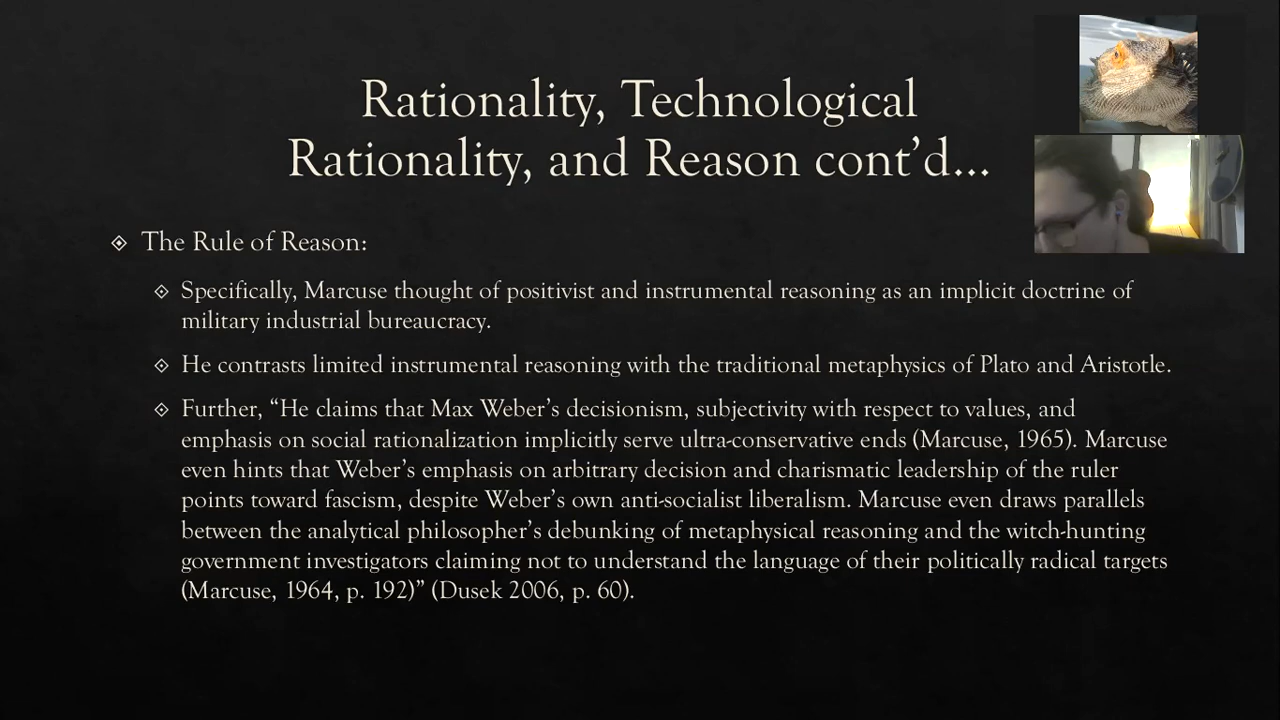 Rationality, Technological
Rationality, and Reason cont’d…
The Rule of Reason:
Specifically, Marcuse thought of positivist and instrumental reasoning as an implicit doctrine of
military industrial bureaucracy.
He contrasts limited instrumental reasoning with the traditional metaphysics of Plato and Aristotle.
Further, “He claims that Max Weber’s decisionism, subjectivity with respect to values, and
emphasis on social rationalization implicitly serve ultra-conservative ends (Marcuse, 1965). Marcuse
even hints that Weber’s emphasis on arbitrary decision and charismatic leadership of the ruler
points toward fascism, despite Weber’s own anti-socialist liberalism. Marcuse even draws parallels
between the analytical philosopher’s debunking of metaphysical reasoning and the witch-hunting
government investigators claiming not to understand the language of their politically radical targets
(Marcuse, 1964, p. 192)” (Dusek 2006, p. 60).